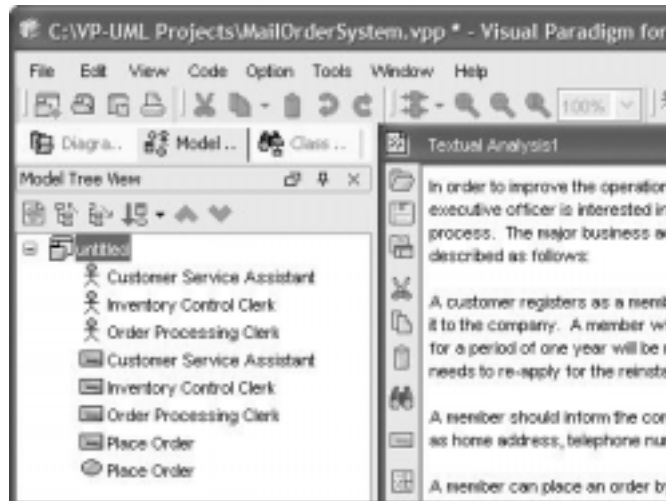 C:\VP-UML Projects\MailOrderSystem.vpp * - Visual Paradigm for
File Edit View Code Option Tools Window Help
100%
Diagra.. Model .. Class ..
Textual Analysis1
Model Tree View
untitled
Customer Service Assistant
Inventory Control Clerk
Order Processing Clerk
Customer Service Assistant
Inventory Control Clerk
Order Processing Clerk
Place Order
Place Order
In order to improve the operation
executive officer is interested in
process. The major business
described as follows:
A customer registers as a
it to the company. A member
for a period of one year will be
needs to re-apply for the
A member should inform the
as home address, telephone
A member can place an order by